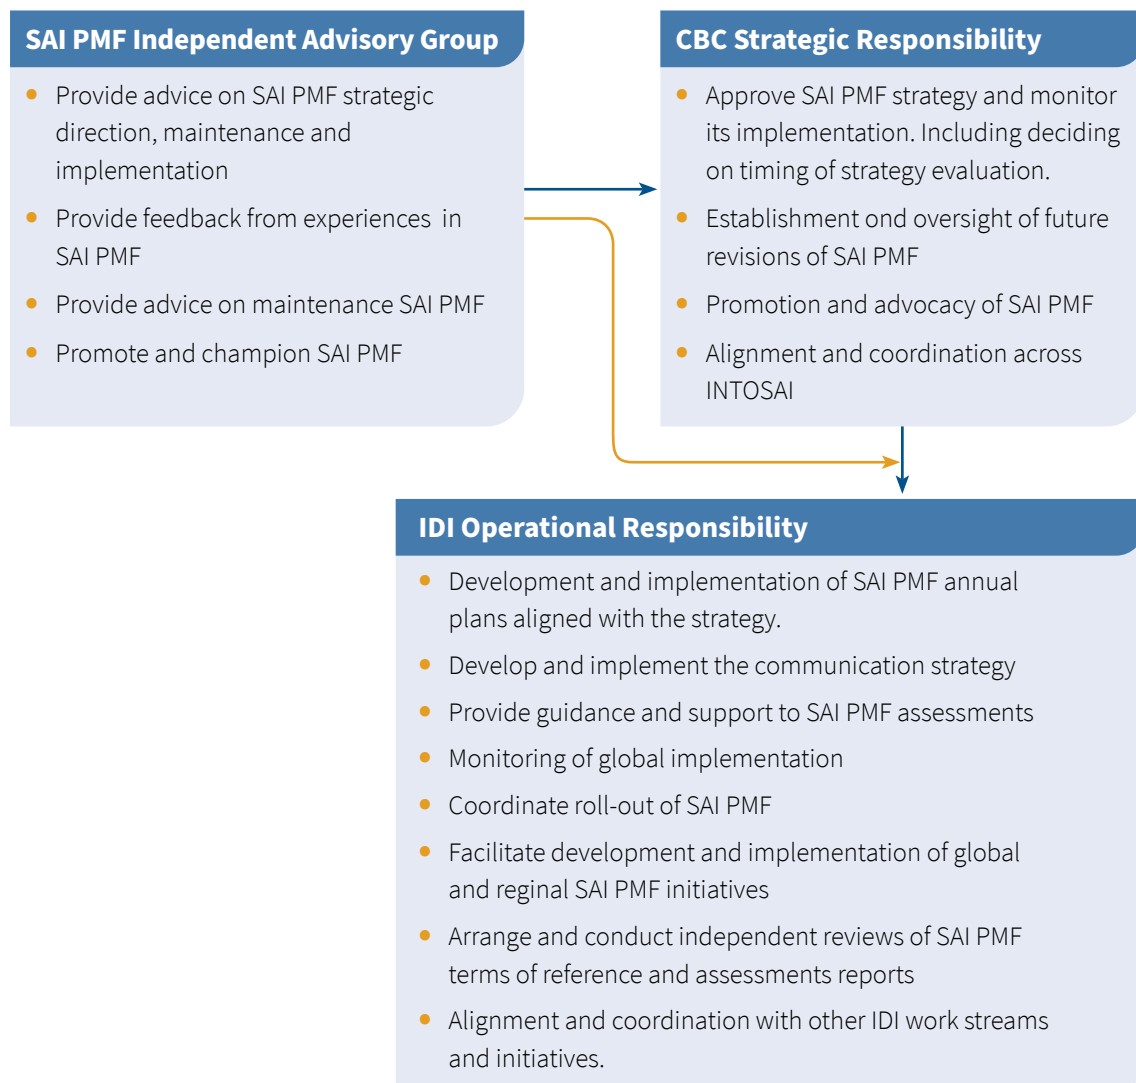 SAI PMF Independent Advisory Group
• Provide advice on SAI PMF strategic
direction, maintenance and
implementation
• Provide feedback from experiences in
SAI PMF
• Provide advice on maintenance SAI PMF
• Promote and champion SAI PMF
CBC Strategic Responsibility
• Approve SAI PMF strategy and monitor
its implementation. Including deciding
on timing of strategy evaluation.
• Establishment ond oversight of future
revisions of SAI PMF
• Promotion and advocacy of SAI PMF
• Alignment and coordination across
INTOSAI
IDI Operational Responsibility
• Development and implementation of SAI PMF annual
plans aligned with the strategy.
• Develop and implement the communication strategy
• Provide guidance and support to SAI PMF assessments
• Monitoring of global implementation
• Coordinate roll-out of SAI PMF
• Facilitate development and implementation of global
and reginal SAI PMF initiatives
• Arrange and conduct independent reviews of SAI PMF
terms of reference and assessments reports
• Alignment and coordination with other IDI work streams
and initiatives.